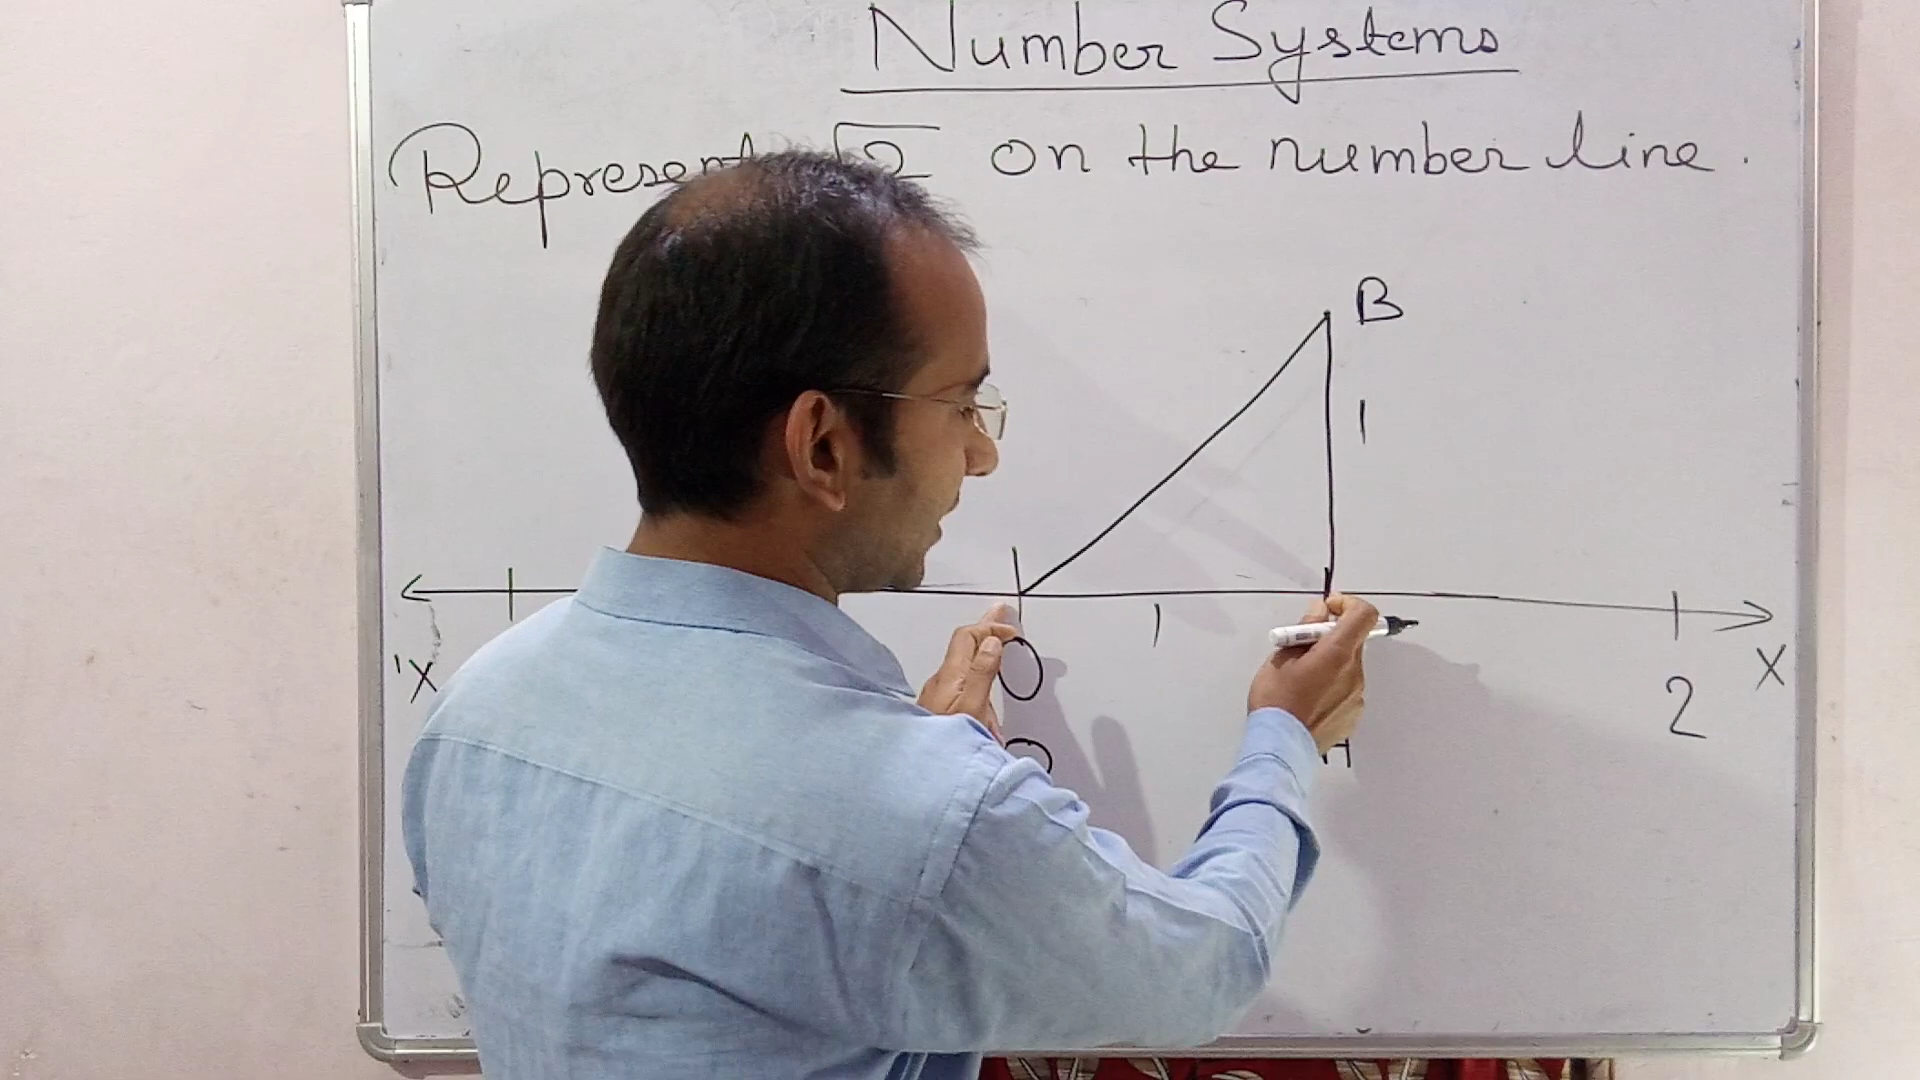 Number Systems
Represent √2 on the number line.
B
1
1
'X
O
2
X